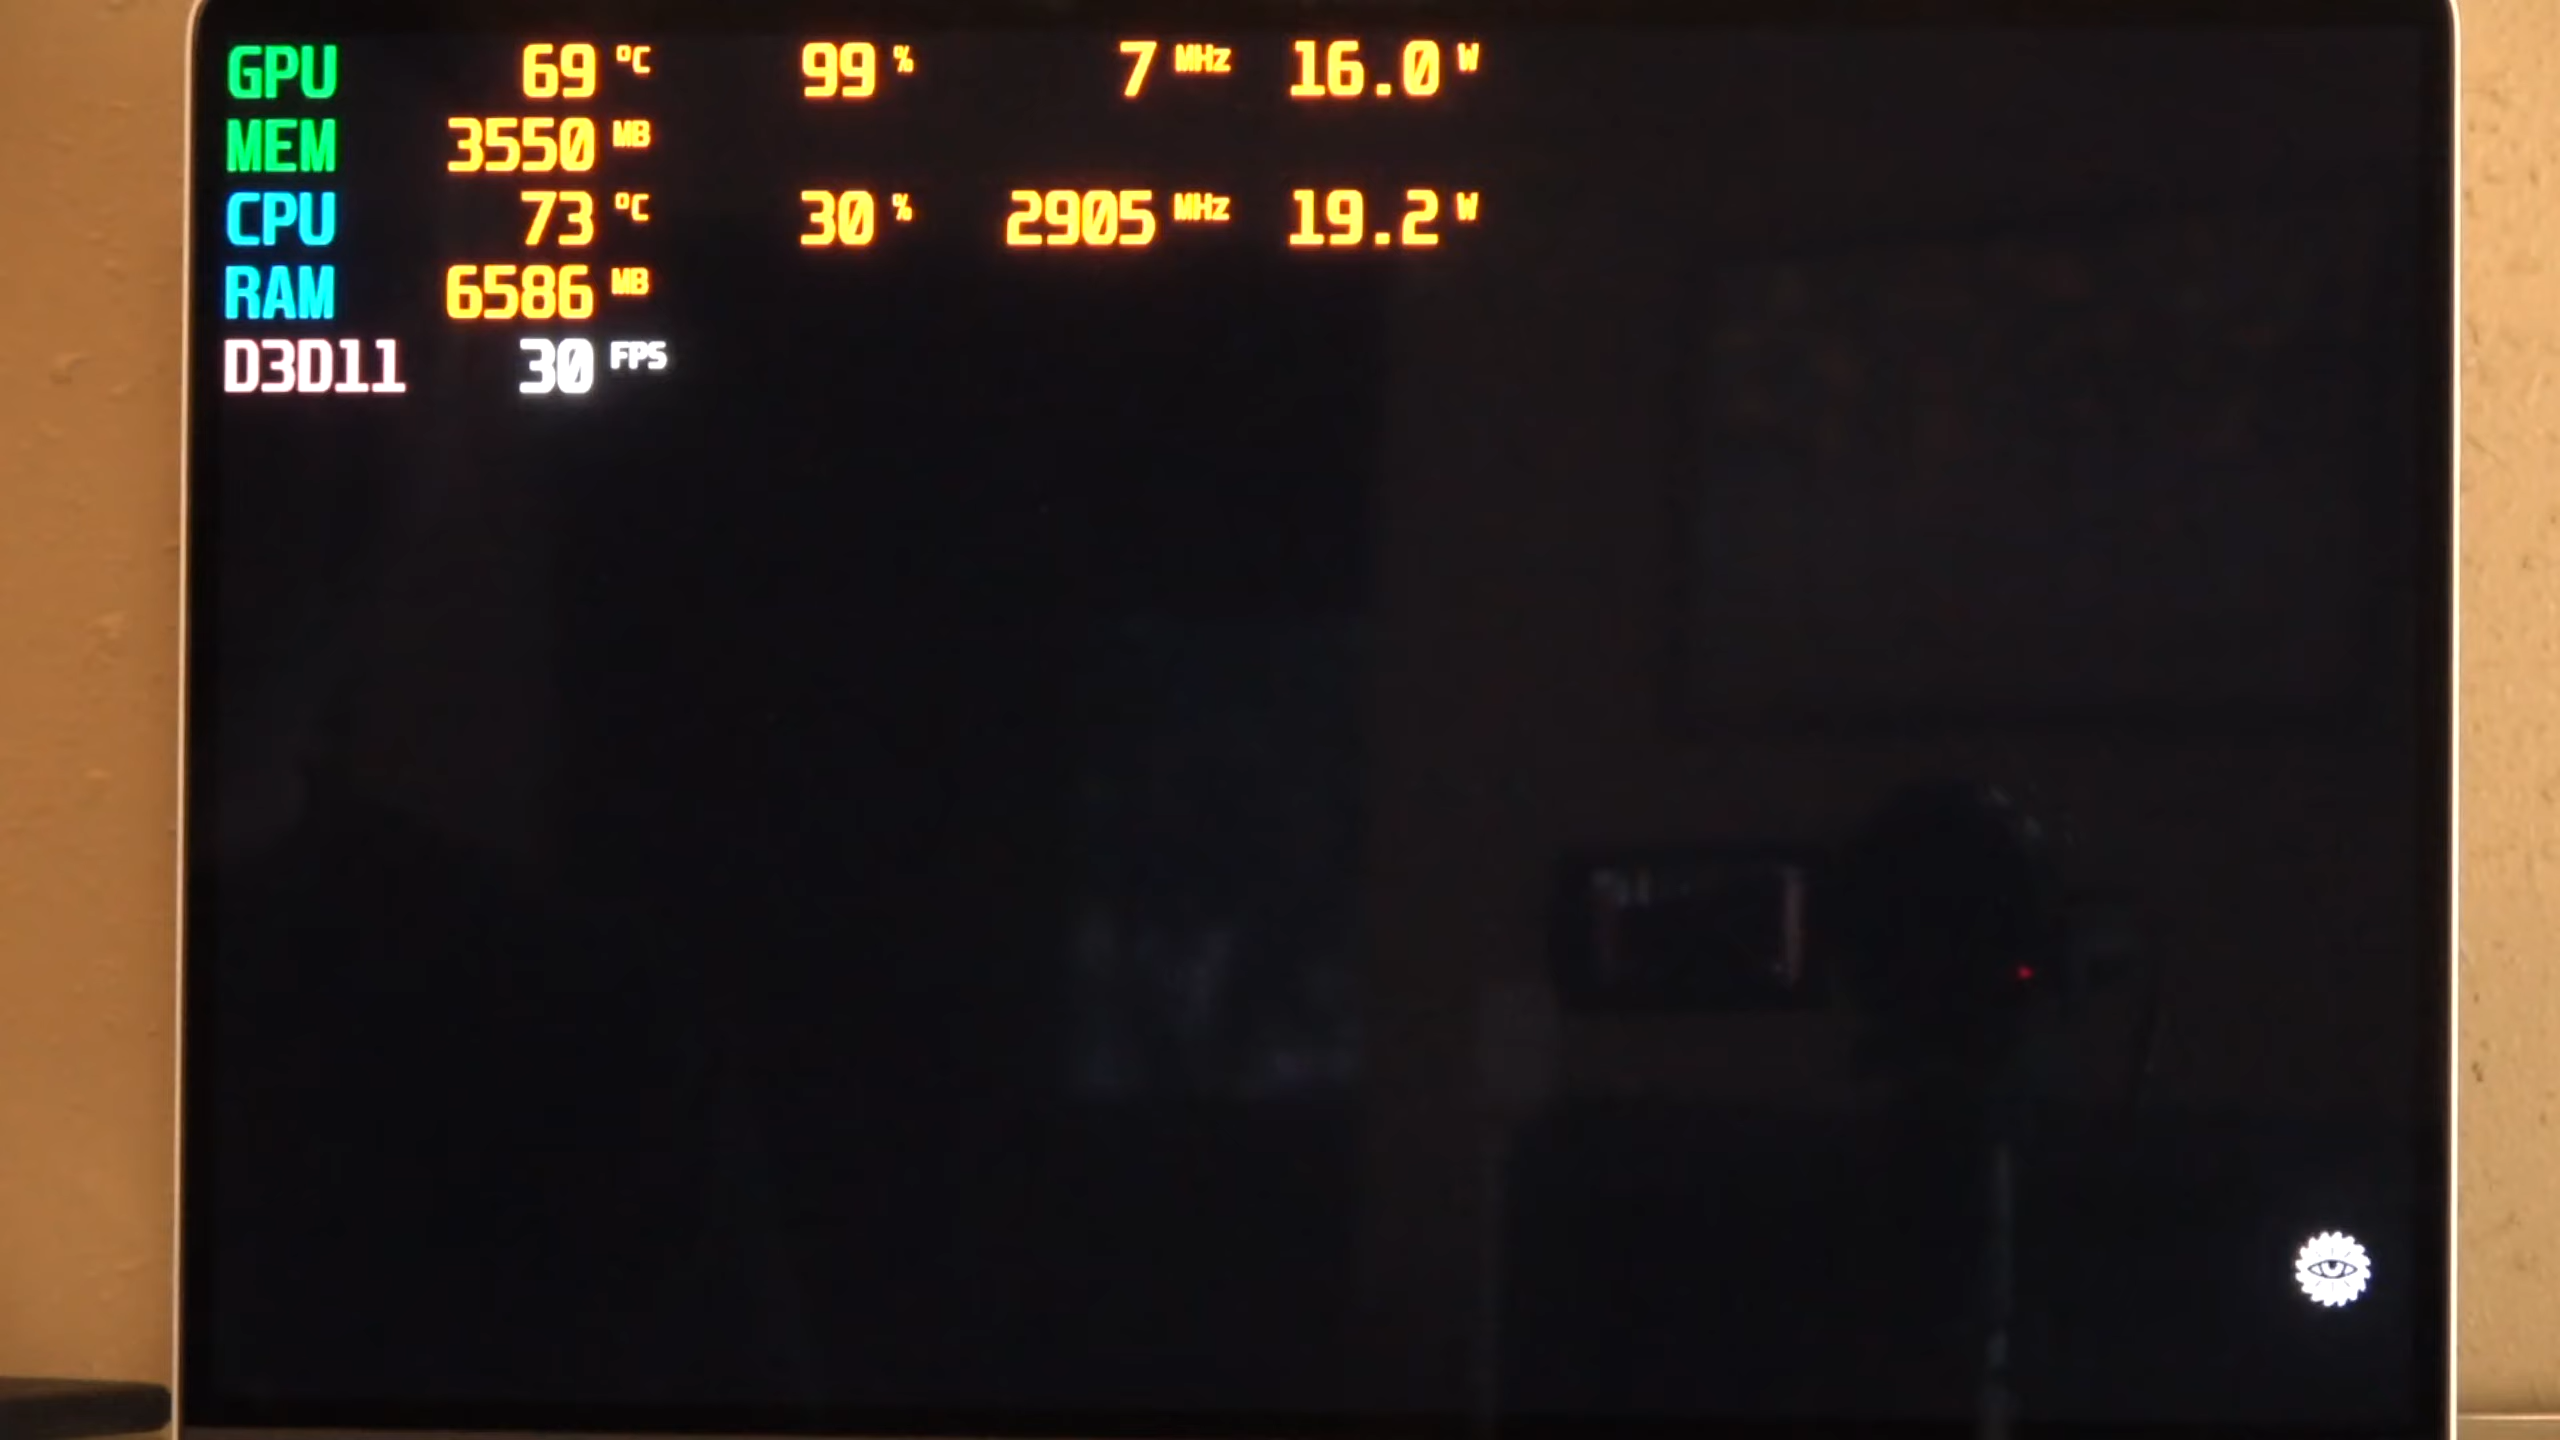 GPU 69 °C 99 % 7 MHz 16.0 W
MEM 3550 MB
CPU 73 °C 30 % 2905 MHz 19.2 W
RAM 6586 MB
D3D11 30 FPS